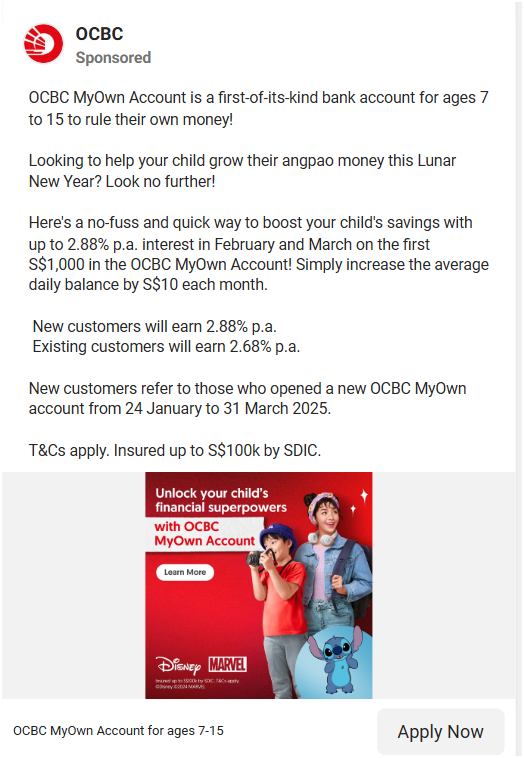 OCBC
Sponsored
OCBC MyOwn Account is a first-of-its-kind bank account for ages 7
to 15 to rule their own money!
Looking to help your child grow their angpao money this Lunar
New Year? Look no further!
Here's a no-fuss and quick way to boost your child's savings with
up to 2.88% p.a. interest in February and March on the first
S$1,000 in the OCBC MyOwn Account! Simply increase the average
daily balance by S$10 each month.
New customers will earn 2.88% p.a.
Existing customers will earn 2.68% p.a.
New customers refer to those who opened a new OCBC MyOwn
account from 24 January to 31 March 2025.
T&Cs apply. Insured up to S$100k by SDIC.
Unlock your child's
financial superpowers
with OCBC
MyOwn Account
Learn More
Disney MARVEL
Insured up to S$100k by SDIC. T&Cs apply.
©Disney ©2024 MARVEL
OCBC MyOwn Account for ages 7-15
Apply Now